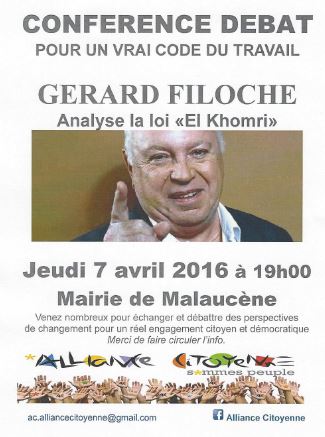 CONFERENCE DEBAT
POUR UN VRAI CODE DU TRAVAIL
GERARD FILOCHE
Analyse la loi «El Khomri»
Jeudi 7 avril 2016 à 19h00
Mairie de Malaucène
Venez nombreux pour échanger et débattre des perspectives
de changement pour un réel engagement citoyen et démocratique
Merci de faire circuler l'info.
*ALLIANCE CITOYENNE
s*mmes peuple
ac.alliancecitoyenne@gmail.com
Alliance Citoyenne